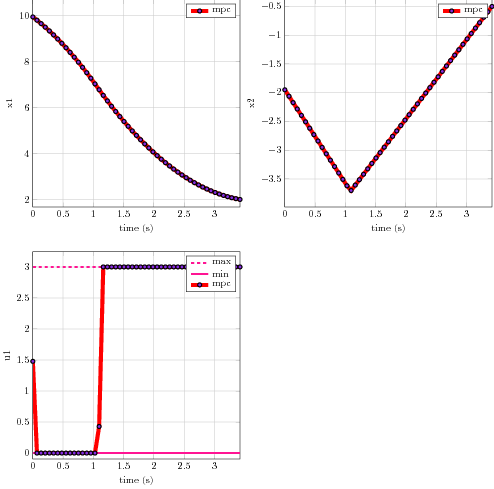 mpc
10
8
6
4
2
x1
0 0.5 1 1.5 2 2.5 3
time (s)
mpc
−0.5
−1
−1.5
−2
−2.5
−3
−3.5
x2
0 0.5 1 1.5 2 2.5 3
time (s)
max
min
mpc
3
2.5
2
1.5
1
0.5
0
u1
0 0.5 1 1.5 2 2.5 3
time (s)